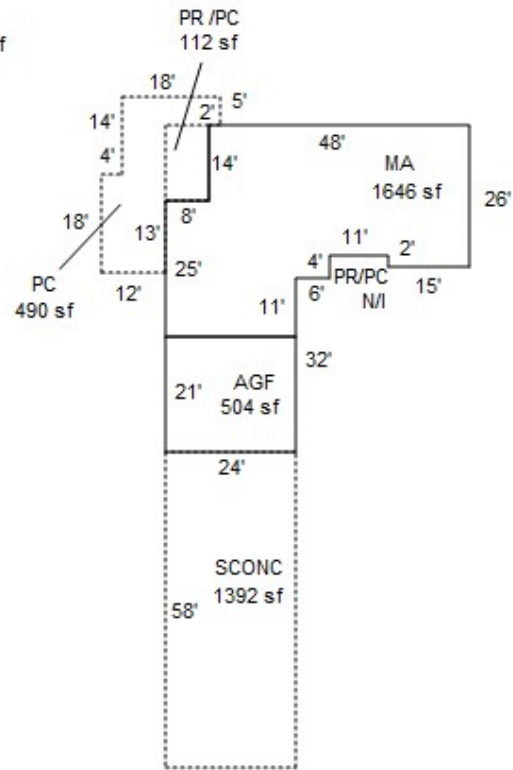 f
PR /PC
112 sf
18'
5'
14'
2'
48'
4'
14'
MA
1646 sf
26'
18'
8'
13'
11'
2'
4'
12'
25'
6'
PR/PC
N/I
15'
PC
490 sf
11'
32'
21'
AGF
504 sf
24'
SCONC
1392 sf
58'